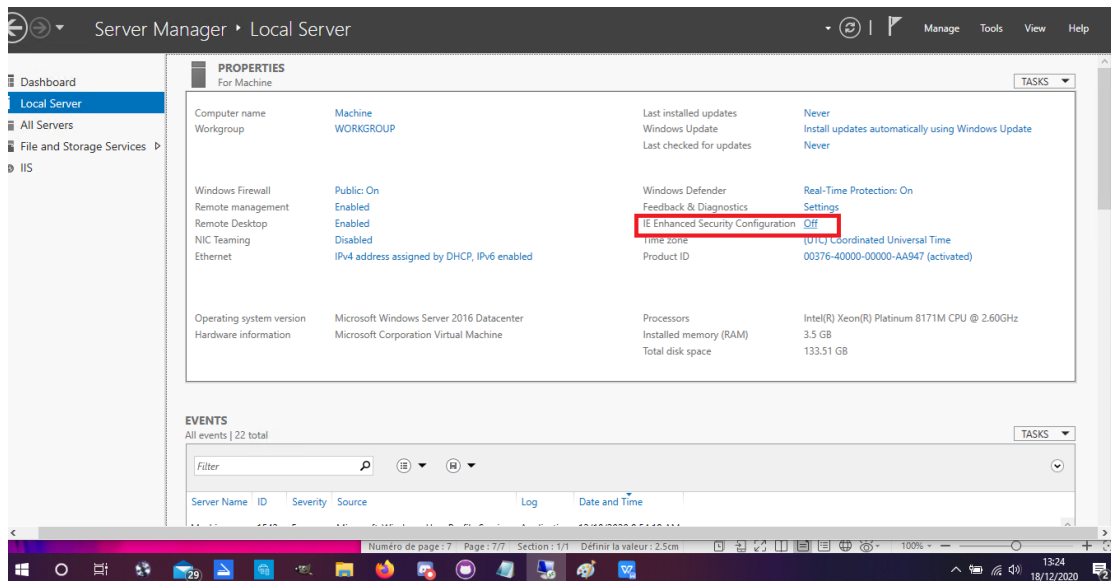 Server Manager ‣ Local Server
Manage Tools View Help
Dashboard
Local Server
All Servers
File and Storage Services
IIS
PROPERTIES
For Machine
TASKS
Computer name Machine
Workgroup WORKGROUP
Last installed updates Never
Windows Update Install updates automatically using Windows Update
Last checked for updates Never
Windows Firewall Public: On
Remote management Enabled
Remote Desktop Enabled
NIC Teaming Disabled
Ethernet IPv4 address assigned by DHCP, IPv6 enabled
Windows Defender Real-Time Protection: On
Feedback & Diagnostics Settings
IE Enhanced Security Configuration Off
Time zone (UTC) Coordinated Universal Time
Product ID 00376-40000-00000-AA947 (activated)
Operating system version Microsoft Windows Server 2016 Datacenter
Hardware information Microsoft Corporation Virtual Machine
Processors Intel(R) Xeon(R) Platinum 8171M CPU @ 2.60GHz
Installed memory (RAM) 3.5 GB
Total disk space 133.51 GB
EVENTS
All events | 22 total
TASKS
Filter
Server Name ID Severity Source Log Date and Time
Numéro de page : 7 Page : 7/7 Section : 1/1 Définir la valeur : 2.5cm 100%
29
13:24
18/12/2020